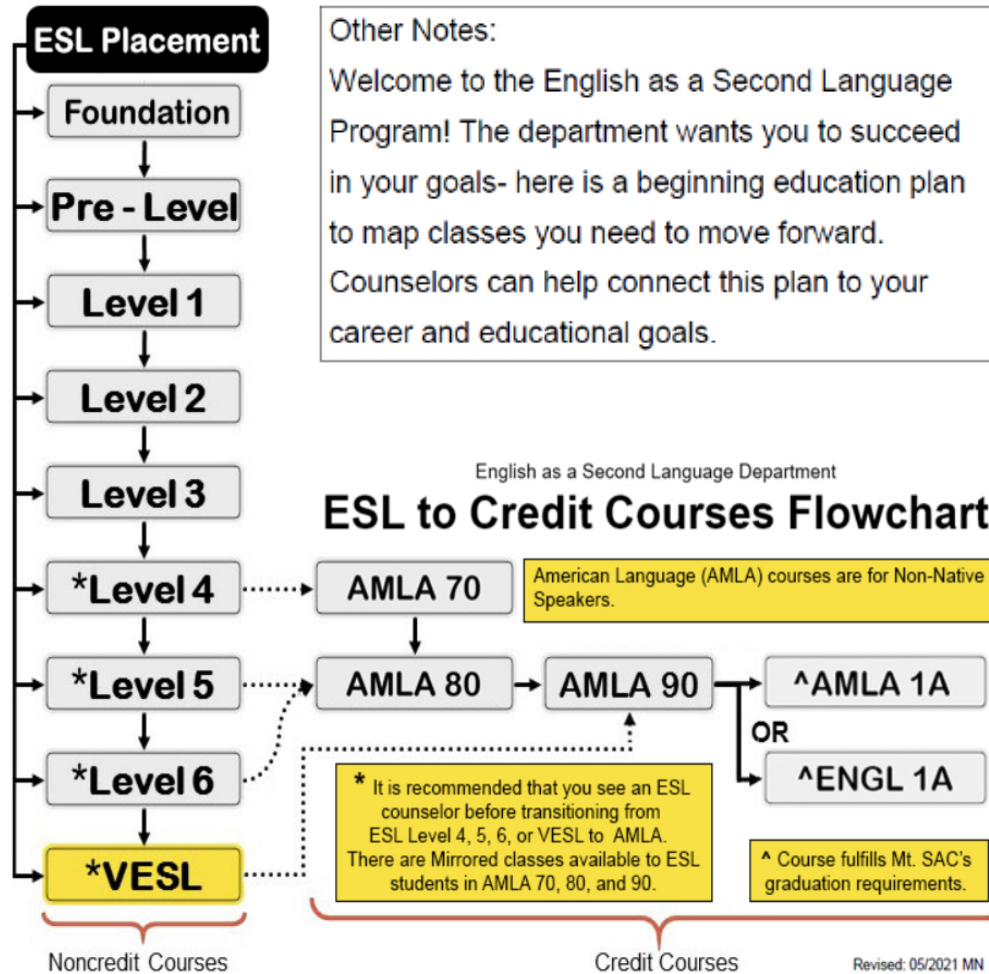 ESL Placement
Foundation
Pre - Level
Level 1
Level 2
Level 3
*Level 4
*Level 5
*Level 6
*VESL
Noncredit Courses
Other Notes:
Welcome to the English as a Second Language
Program! The department wants you to succeed
in your goals- here is a beginning education plan
to map classes you need to move forward.
Counselors can help connect this plan to your
career and educational goals.
English as a Second Language Department
ESL to Credit Courses Flowchart
AMLA 70
American Language (AMLA) courses are for Non-Native
Speakers.
AMLA 80
AMLA 90
^AMLA 1A
OR
^ENGL 1A
* It is recommended that you see an ESL
counselor before transitioning from
ESL Level 4, 5, 6, or VESL to AMLA.
There are Mirrored classes available to ESL
students in AMLA 70, 80, and 90.
^ Course fulfills Mt. SAC's
graduation requirements.
Credit Courses
Revised: 05/2021 MN